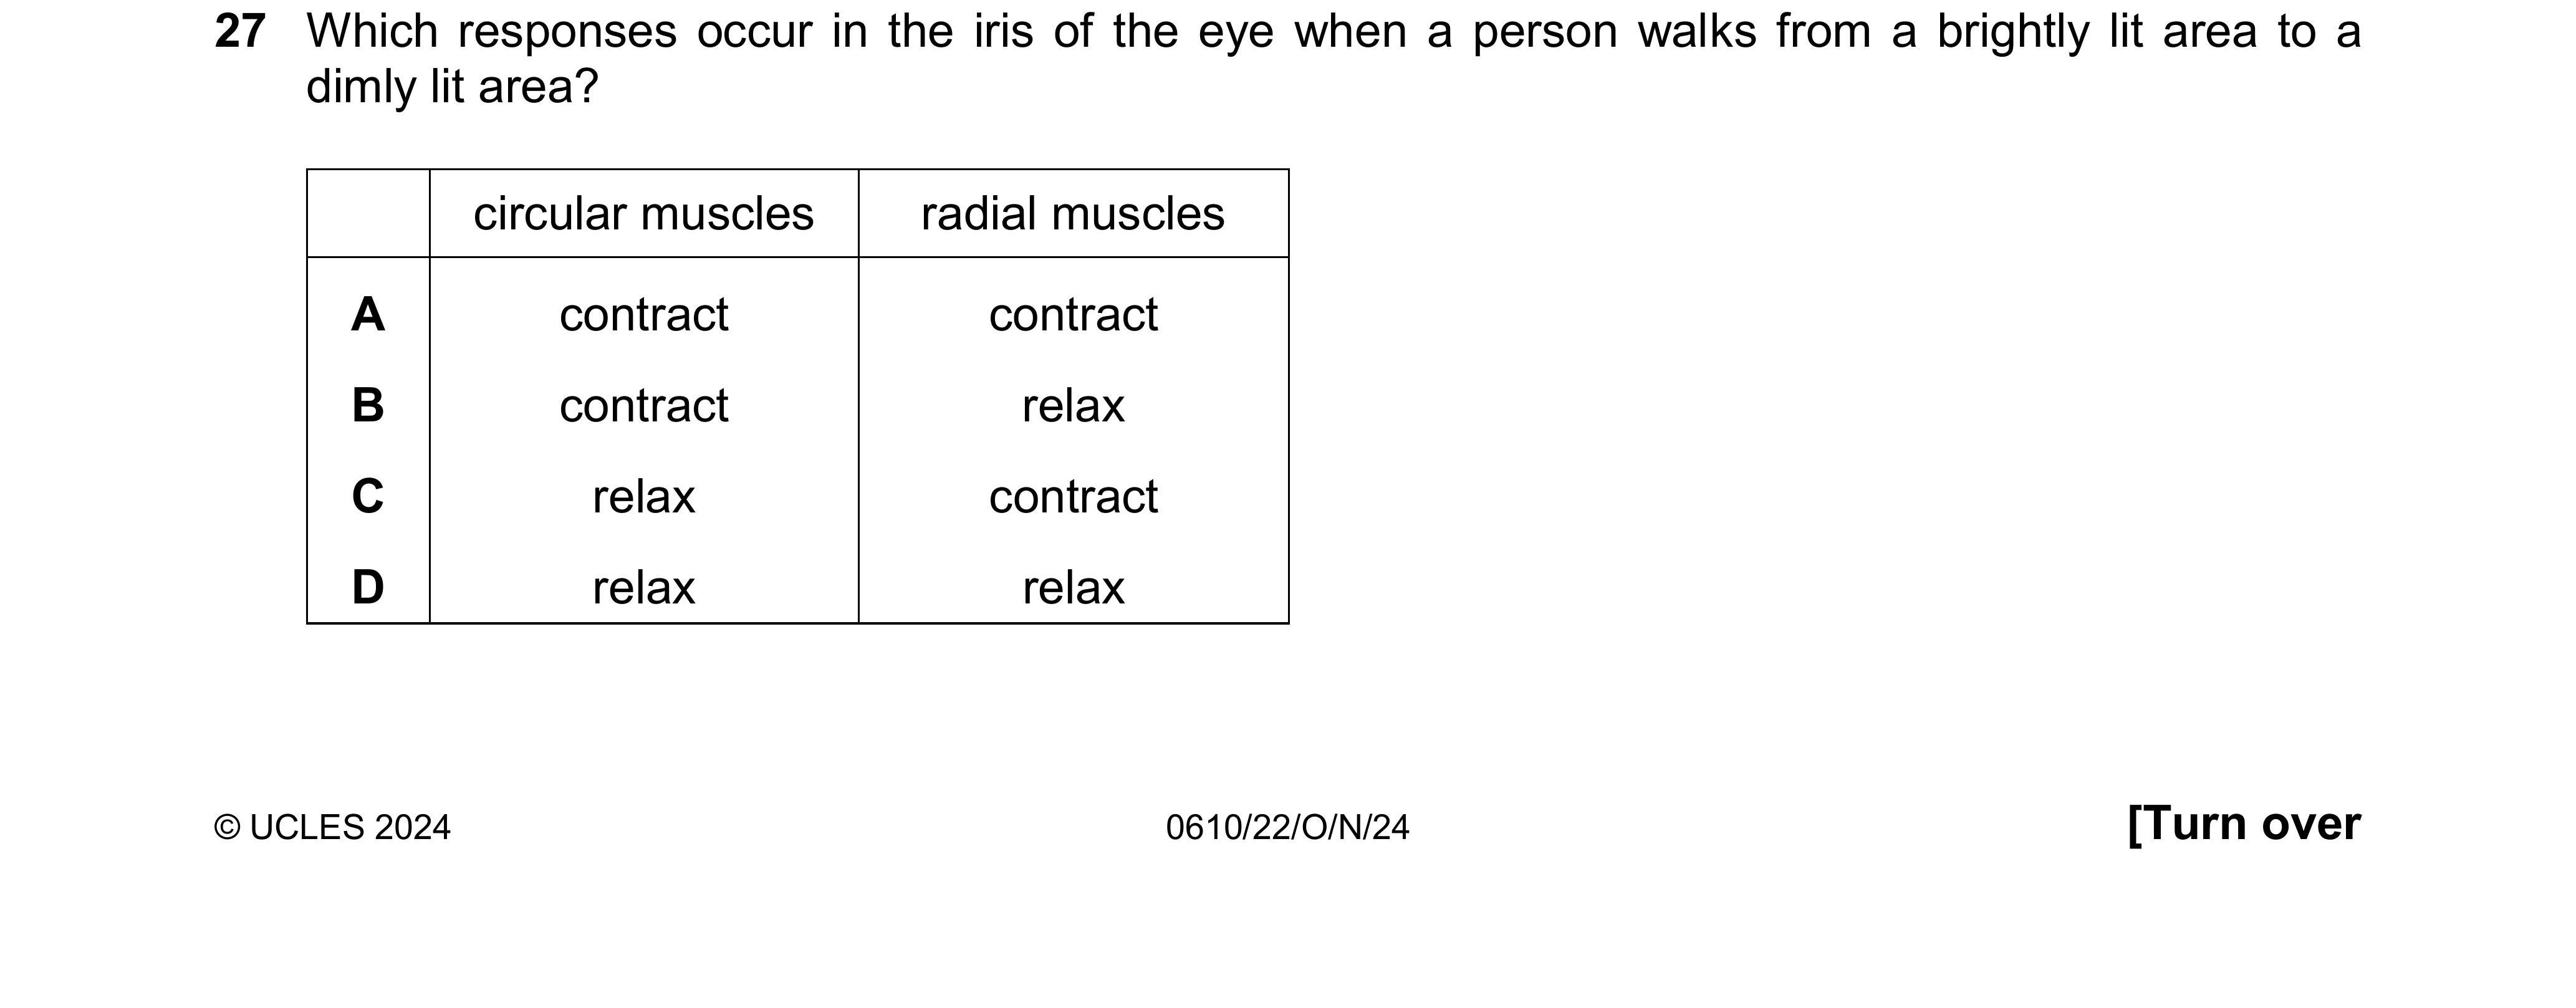 27 Which responses occur in the iris of the eye when a person walks from a brightly lit area to a
dimly lit area?
circular muscles radial muscles
A contract contract
B contract relax
C relax contract
D relax relax
© UCLES 2024 0610/22/O/N/24 [Turn over